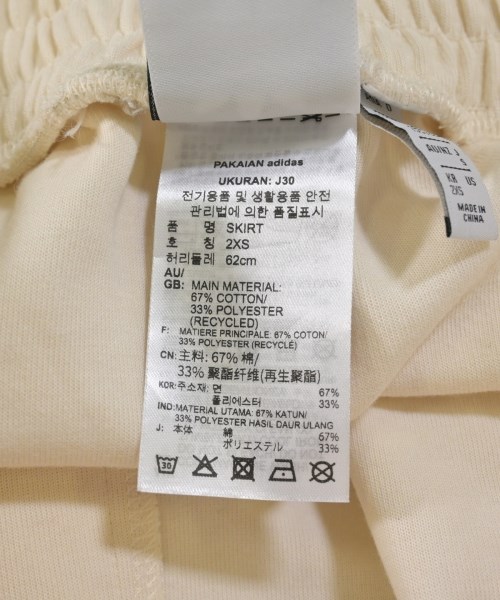 PAKAIAN adidas
UKURAN: J30
전기용품 및 생활용품 안전
관리법에 의한 품질표시
품 명 SKIRT
호 칭 2XS
허리둘레 62cm
AU/
GB: MAIN MATERIAL:
67% COTTON/
33% POLYESTER
(RECYCLED)
F: MATIERE PRINCIPALE: 67% COTON/
33% POLYESTER (RECYCLÉ)
CN: 主料: 67% 棉/
33% 聚酯纤维(再生聚酯)
KOR: 주소재: 면 67%
폴리에스터 33%
IND: MATERIAL UTAMA: 67% KATUN/
33% POLYESTER HASIL DAUR ULANG
J: 本体 綿 67%
ポリエステル 33%
30
AU/NZ
KR US
2XS
MADE IN
CHINA